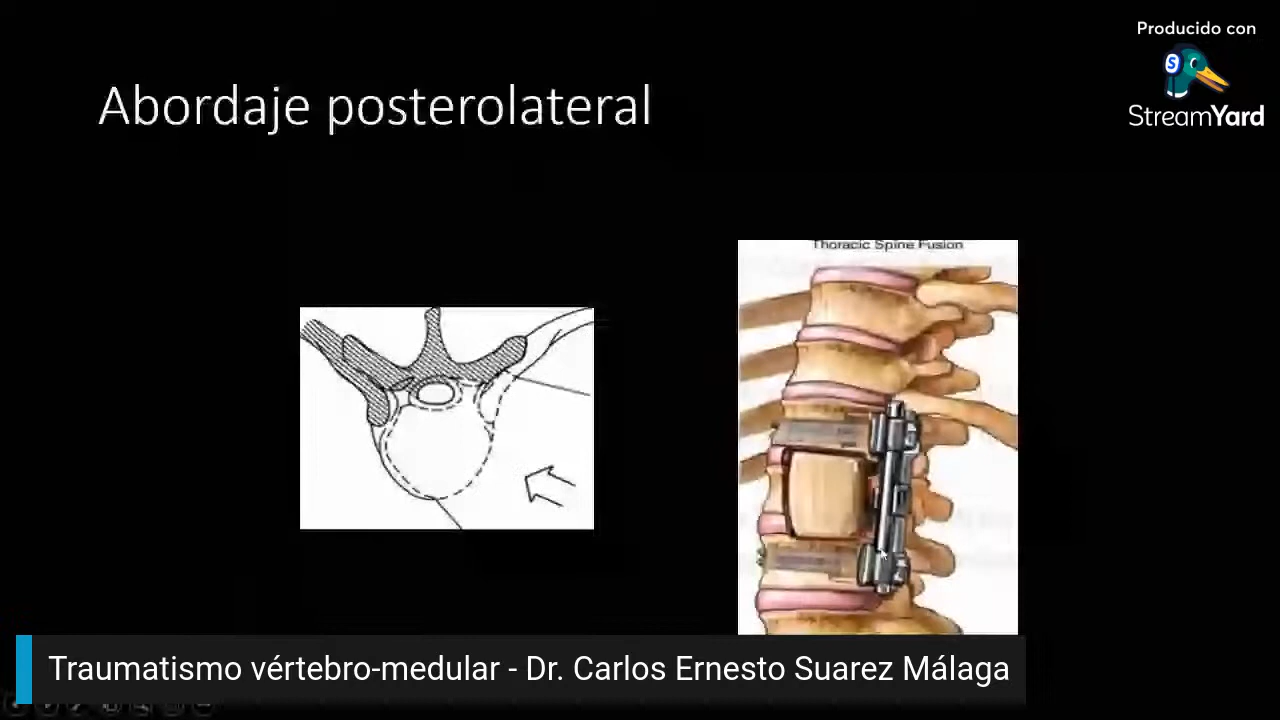 Producido con
StreamYard
Abordaje posterolateral
Thoracic Spine Fusion
Traumatismo vértebro-medular - Dr. Carlos Ernesto Suarez Málaga